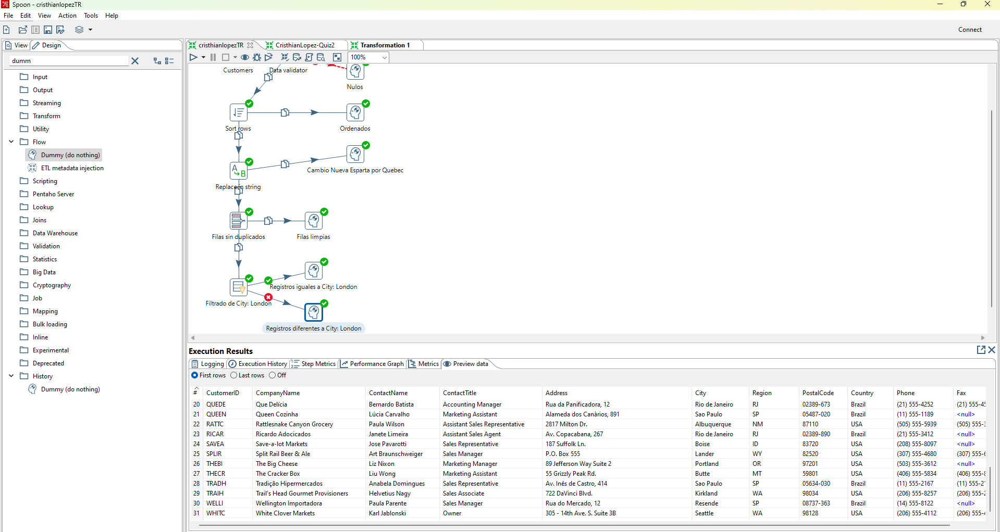 Spoon - cristhianlopezTR
File Edit View Action Tools Help
Connect
View Design
cristhianlopezTR CristhianLopez-Quiz2 Transformation 1
dumm
100%
Input
Output
Streaming
Transform
Utility
Flow
Dummy (do nothing)
ETL metadata injection
Scripting
Pentaho Server
Lookup
Joins
Data Warehouse
Validation
Statistics
Big Data
Cryptography
Job
Mapping
Bulk loading
Inline
Experimental
Deprecated
History
Dummy (do nothing)
Customers Data validator
Nulos
Sort rows Ordenados
Cambio Nueva Esparta por Quebec
A B
Replace in string
Filas sin duplicados Filas limpias
Registros iguales a City: London
Filtrado de City: London
Registros diferentes a City: London
Execution Results
Logging Execution History Step Metrics Performance Graph Metrics Preview data
First rows Last rows Off
# CustomerID CompanyName ContactName ContactTitle Address City Region PostalCode Country Phone Fax
20 QUEDE Que Delícia Bernardo Batista Accounting Manager Rua da Panificadora, 12 Rio de Janeiro RJ 02389-673 Brazil (21) 555-4252 (21) 555-45
21 QUEEN Queen Cozinha Lúcia Carvalho Marketing Assistant Alameda dos Canàrios, 891 Sao Paulo SP 05487-020 Brazil (11) 555-1189 <null>
22 RATTC Rattlesnake Canyon Grocery Paula Wilson Assistant Sales Representative 2817 Milton Dr. Albuquerque NM 87110 USA (505) 555-5939 (505) 555-
23 RICAR Ricardo Adocicados Janete Limeira Assistant Sales Agent Av. Copacabana, 267 Rio de Janeiro RJ 02389-890 Brazil (21) 555-3412 <null>
24 SAVEA Save-a-lot Markets Jose Pavarotti Sales Representative 187 Suffolk Ln. Boise ID 83720 USA (208) 555-8097 <null>
25 SPLIR Split Rail Beer & Ale Art Braunschweiger Sales Manager P.O. Box 555 Lander WY 82520 USA (307) 555-4680 (307) 555-
26 THEBI The Big Cheese Liz Nixon Marketing Manager 89 Jefferson Way Suite 2 Portland OR 97201 USA (503) 555-3612 <null>
27 THECR The Cracker Box Liu Wong Marketing Assistant 55 Grizzly Peak Rd. Butte MT 59801 USA (406) 555-5834 (406) 555-
28 TRADH Tradição Hipermercados Anabela Domingues Sales Representative Av. Inês de Castro, 414 Sao Paulo SP 05634-030 Brazil (11) 555-2167 (11) 555-2
29 TRAIH Trail's Head Gourmet Provisioners Helvetius Nagy Sales Associate 722 DaVinci Blvd. Kirkland WA 98034 USA (206) 555-8257 (206) 555-
30 WELLI Wellington Importadora Paula Parente Sales Manager Rua do Mercado, 12 Resende SP 08737-363 Brazil (14) 555-8122 <null>
31 WHITC White Clover Markets Karl Jablonski Owner 305 - 14th Ave. S. Suite 3B Seattle WA 98128 USA (206) 555-4112 (206) 555-